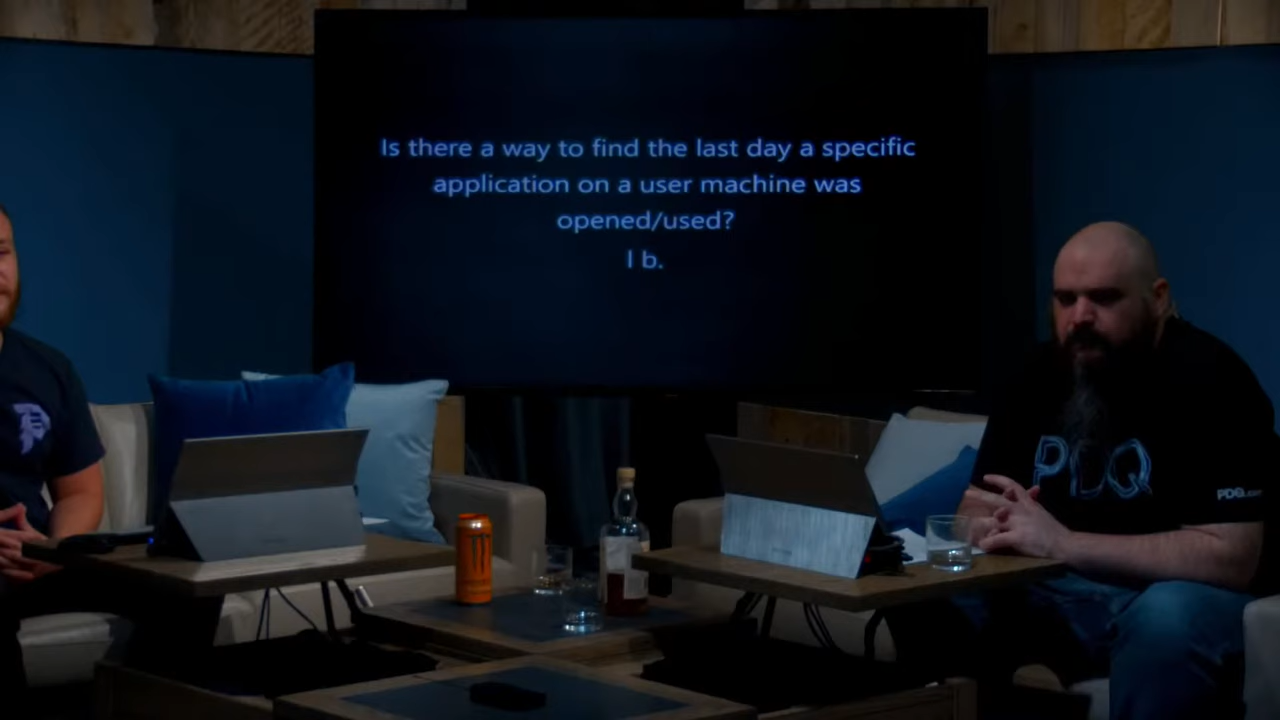 Is there a way to find the last day a specific
application on a user machine was
opened/used?
I b.
PDQ
PDQ.com